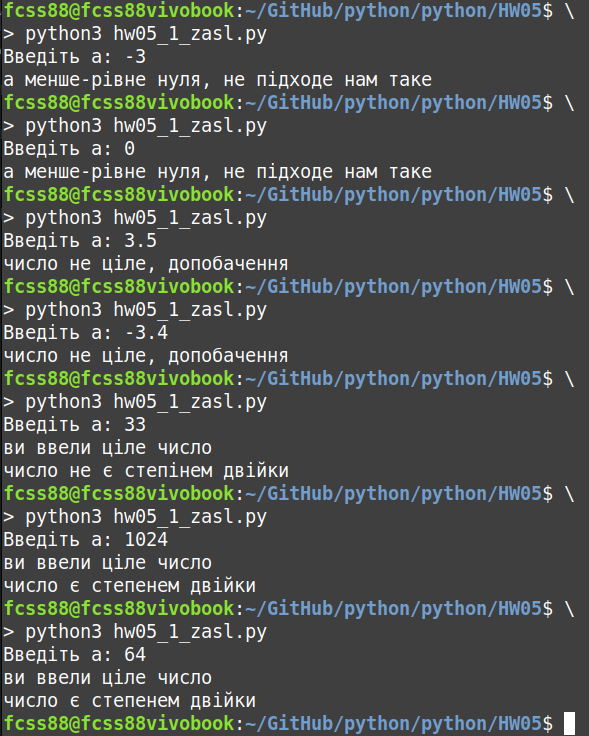 fcss88@fcss88vivobook:~/GitHub/python/python/HW05$ \
> python3 hw05_1_zasl.py
Введіть a: -3
а менше-рівне нуля, не підходе нам таке
fcss88@fcss88vivobook:~/GitHub/python/python/HW05$ \
> python3 hw05_1_zasl.py
Введіть a: 0
а менше-рівне нуля, не підходе нам таке
fcss88@fcss88vivobook:~/GitHub/python/python/HW05$ \
> python3 hw05_1_zasl.py
Введіть a: 3.5
число не ціле, допобачення
fcss88@fcss88vivobook:~/GitHub/python/python/HW05$ \
> python3 hw05_1_zasl.py
Введіть a: -3.4
число не ціле, допобачення
fcss88@fcss88vivobook:~/GitHub/python/python/HW05$ \
> python3 hw05_1_zasl.py
Введіть a: 33
ви ввели ціле число
число не є степінем двійки
fcss88@fcss88vivobook:~/GitHub/python/python/HW05$ \
> python3 hw05_1_zasl.py
Введіть a: 1024
ви ввели ціле число
число є степенем двійки
fcss88@fcss88vivobook:~/GitHub/python/python/HW05$ \
> python3 hw05_1_zasl.py
Введіть a: 64
ви ввели ціле число
число є степенем двійки
fcss88@fcss88vivobook:~/GitHub/python/python/HW05$